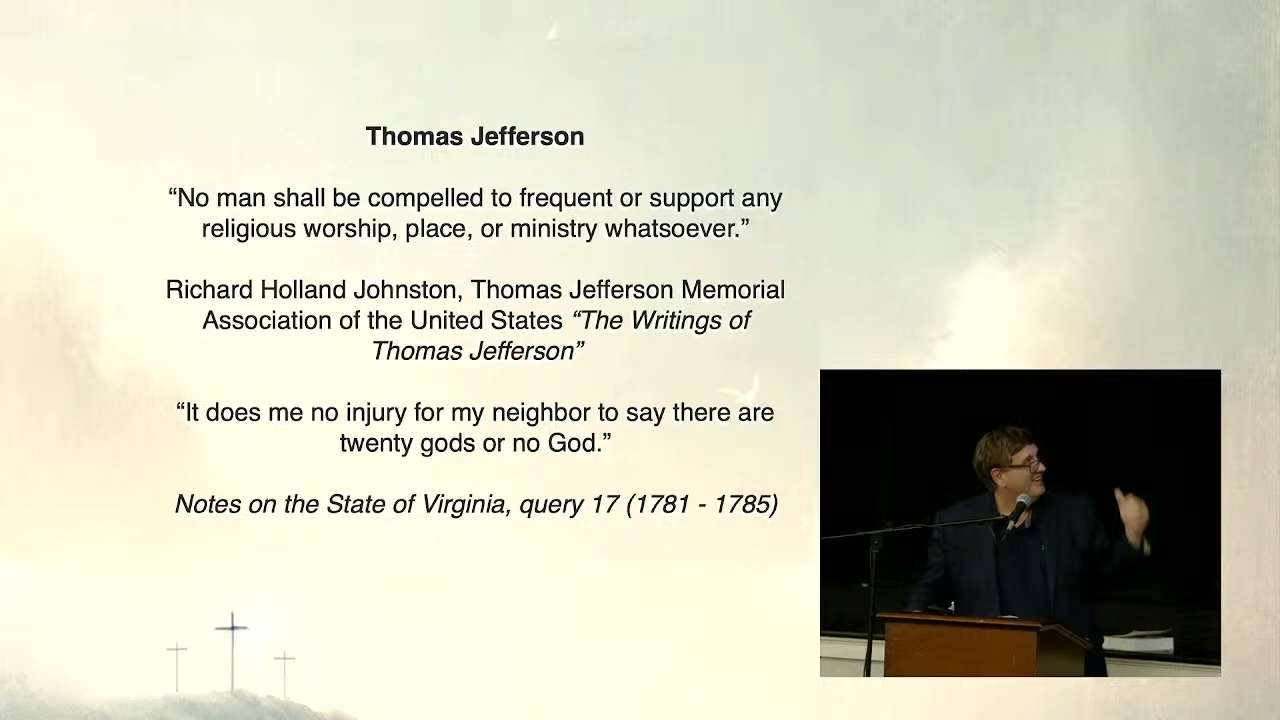 Thomas Jefferson
“No man shall be compelled to frequent or support any
religious worship, place, or ministry whatsoever.”
Richard Holland Johnston, Thomas Jefferson Memorial
Association of the United States “The Writings of
Thomas Jefferson”
“It does me no injury for my neighbor to say there are
twenty gods or no God.”
Notes on the State of Virginia, query 17 (1781 - 1785)